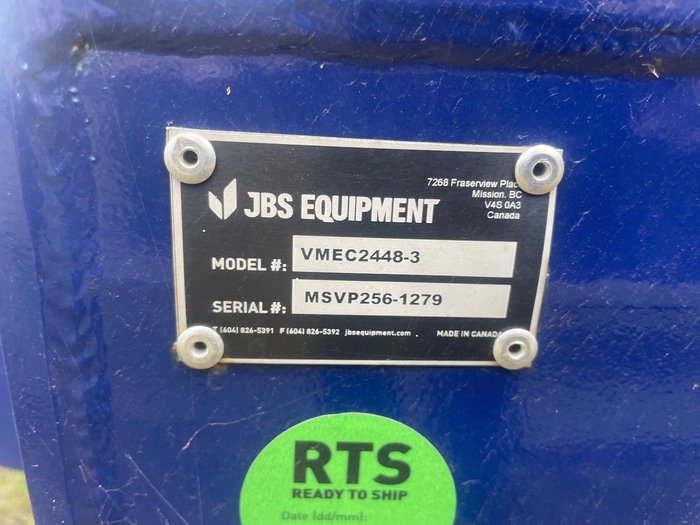 7268 Fraserview Plac
Mission. BC
V4S 0A3
Canada
JBS EQUIPMENT
MODEL #: VMEC2448-3
SERIAL #: MSVP256-1279
T (604) 826-5391 F (604) 826-5392 jbsequipment.com MADE IN CANADA
RTS
READY TO SHIP
Date (dd/mm):